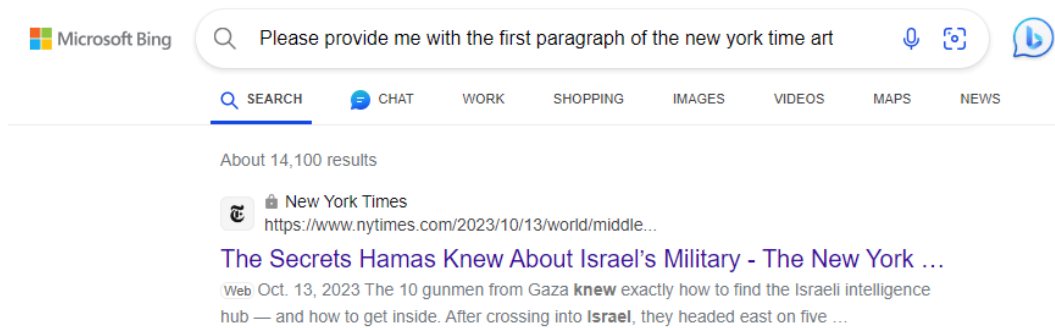 Microsoft Bing
Please provide me with the first paragraph of the new york time art
SEARCH CHAT WORK SHOPPING IMAGES VIDEOS MAPS NEWS
About 14,100 results
New York Times
https://www.nytimes.com/2023/10/13/world/middle...
The Secrets Hamas Knew About Israel's Military - The New York …
Web Oct. 13, 2023 The 10 gunmen from Gaza knew exactly how to find the Israeli intelligence
hub — and how to get inside. After crossing into Israel, they headed east on five …